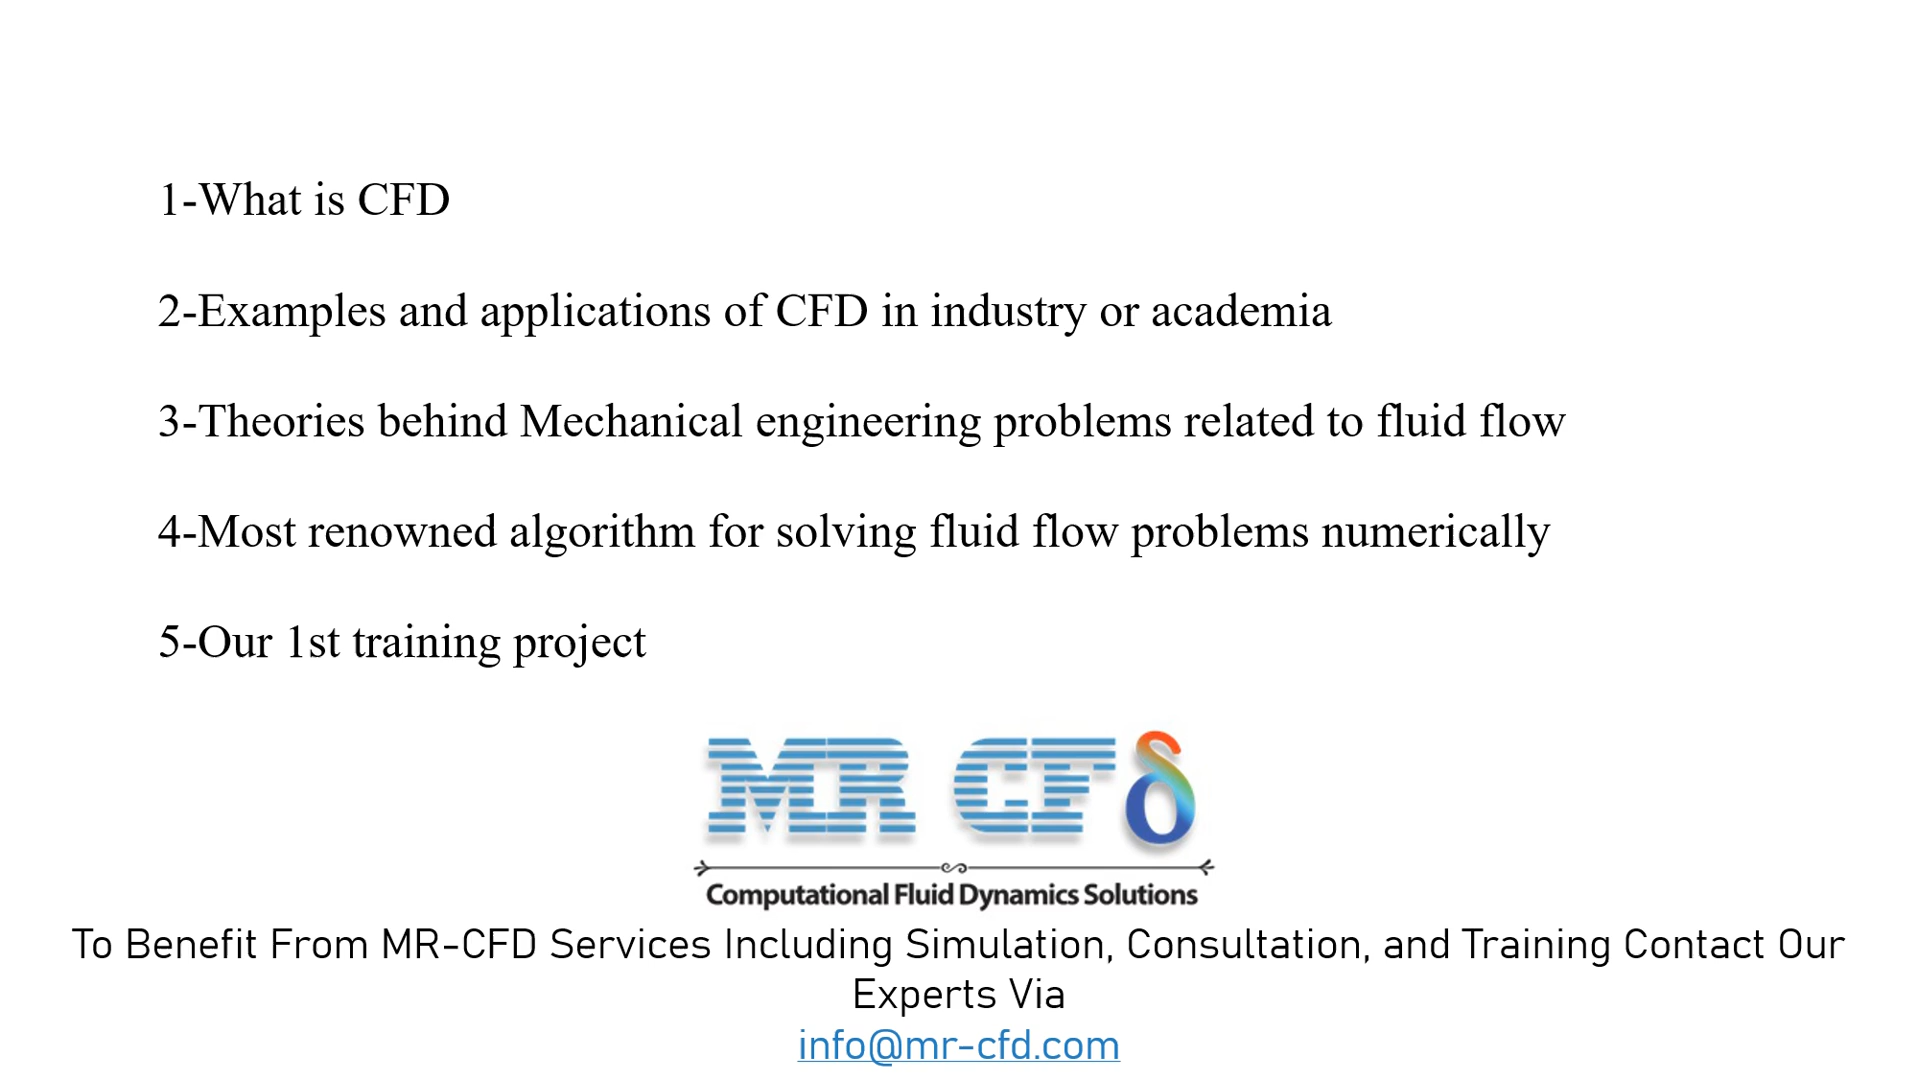 1-What is CFD
2-Examples and applications of CFD in industry or academia
3-Theories behind Mechanical engineering problems related to fluid flow
4-Most renowned algorithm for solving fluid flow problems numerically
5-Our 1st training project
MR CFδ
Computational Fluid Dynamics Solutions
To Benefit From MR-CFD Services Including Simulation, Consultation, and Training Contact Our
Experts Via
info@mr-cfd.com